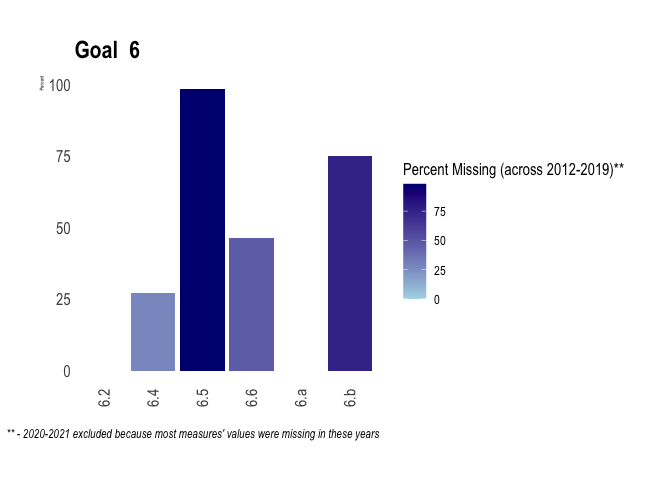 Goal  6
Percent
100
75
50
25
0
6.2
6.4
6.5
6.6
6.a
6.b
Percent Missing (across 2012-2019)**
75
50
25
0
** - 2020-2021 excluded because most measures' values were missing in these years